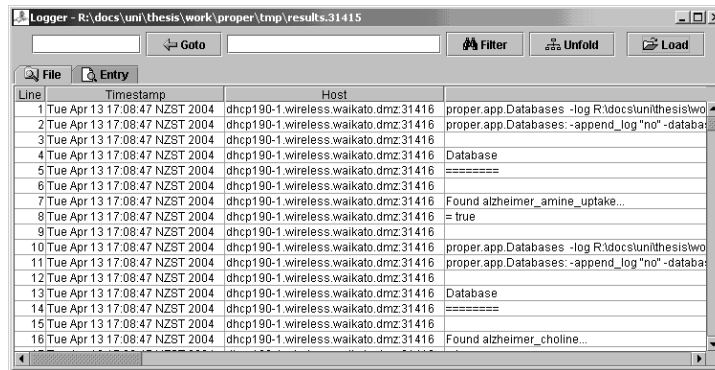 Logger - R:\docs\uni\thesis\work\proper\tmp\results.31415
Goto Filter Unfold Load
File Entry
Line Timestamp Host
1 Tue Apr 13 17:08:47 NZST 2004 dhcp190-1.wireless.waikato.dmz:31416 proper.app.Databases -log R:\docs\uni\thesis\wo
2 Tue Apr 13 17:08:47 NZST 2004 dhcp190-1.wireless.waikato.dmz:31416 proper.app.Databases: -append_log "no" -databa
3 Tue Apr 13 17:08:47 NZST 2004 dhcp190-1.wireless.waikato.dmz:31416
4 Tue Apr 13 17:08:47 NZST 2004 dhcp190-1.wireless.waikato.dmz:31416 Database
5 Tue Apr 13 17:08:47 NZST 2004 dhcp190-1.wireless.waikato.dmz:31416 ========
6 Tue Apr 13 17:08:47 NZST 2004 dhcp190-1.wireless.waikato.dmz:31416
7 Tue Apr 13 17:08:47 NZST 2004 dhcp190-1.wireless.waikato.dmz:31416 Found alzheimer_amine_uptake...
8 Tue Apr 13 17:08:47 NZST 2004 dhcp190-1.wireless.waikato.dmz:31416 = true
9 Tue Apr 13 17:08:47 NZST 2004 dhcp190-1.wireless.waikato.dmz:31416
10 Tue Apr 13 17:08:47 NZST 2004 dhcp190-1.wireless.waikato.dmz:31416 proper.app.Databases -log R:\docs\uni\thesis\wo
11 Tue Apr 13 17:08:47 NZST 2004 dhcp190-1.wireless.waikato.dmz:31416 proper.app.Databases: -append_log "no" -databa
12 Tue Apr 13 17:08:47 NZST 2004 dhcp190-1.wireless.waikato.dmz:31416
13 Tue Apr 13 17:08:47 NZST 2004 dhcp190-1.wireless.waikato.dmz:31416 Database
14 Tue Apr 13 17:08:47 NZST 2004 dhcp190-1.wireless.waikato.dmz:31416 ========
15 Tue Apr 13 17:08:47 NZST 2004 dhcp190-1.wireless.waikato.dmz:31416
16 Tue Apr 13 17:08:47 NZST 2004 dhcp190-1.wireless.waikato.dmz:31416 Found alzheimer_choline...